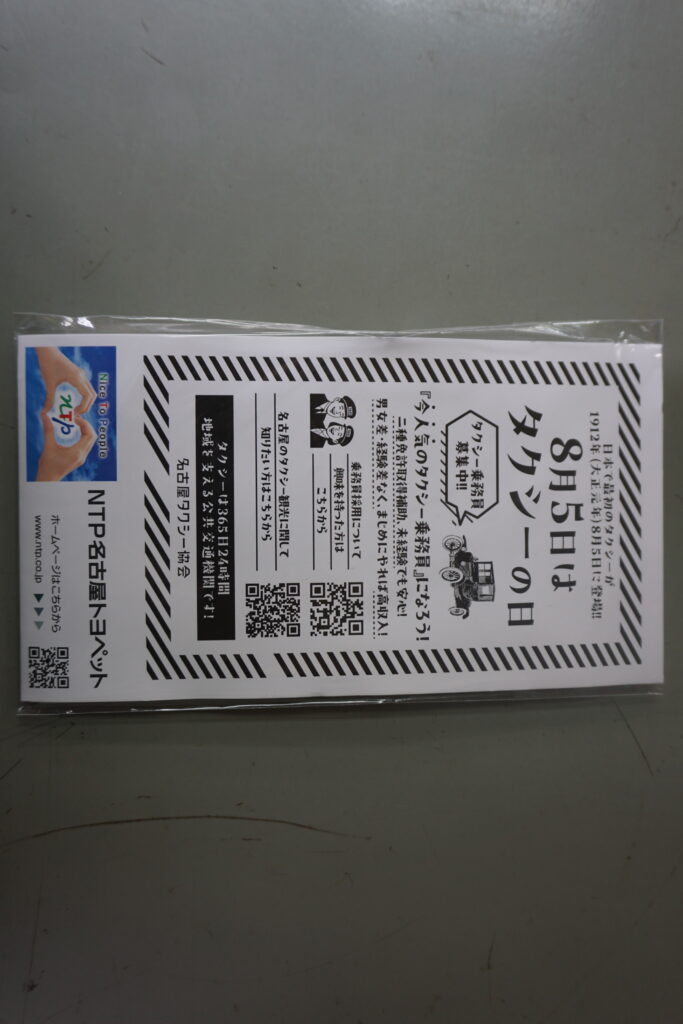 日本で最初のタクシーが
1912年(大正元年)8月5日に登場!!
8月5日は
タクシーの日
タクシー乗務員
募集中!!
『今人気のタクシー乗務員』になろう!
二種免許取得補助、未経験でも安心!
男女差・経験差なく、まじめにやれば高収入!
乗務員採用について
興味を持った方は
こちらから
名古屋のタクシー観光に関して
知りたい方はこちらから
タクシーは365日24時間
地域を支える公共交通機関です!
名古屋タクシー協会
Nice To People
NTP
NTP名古屋トヨペット
ホームページはこちらから
www.ntp.co.jp ▶▶▶